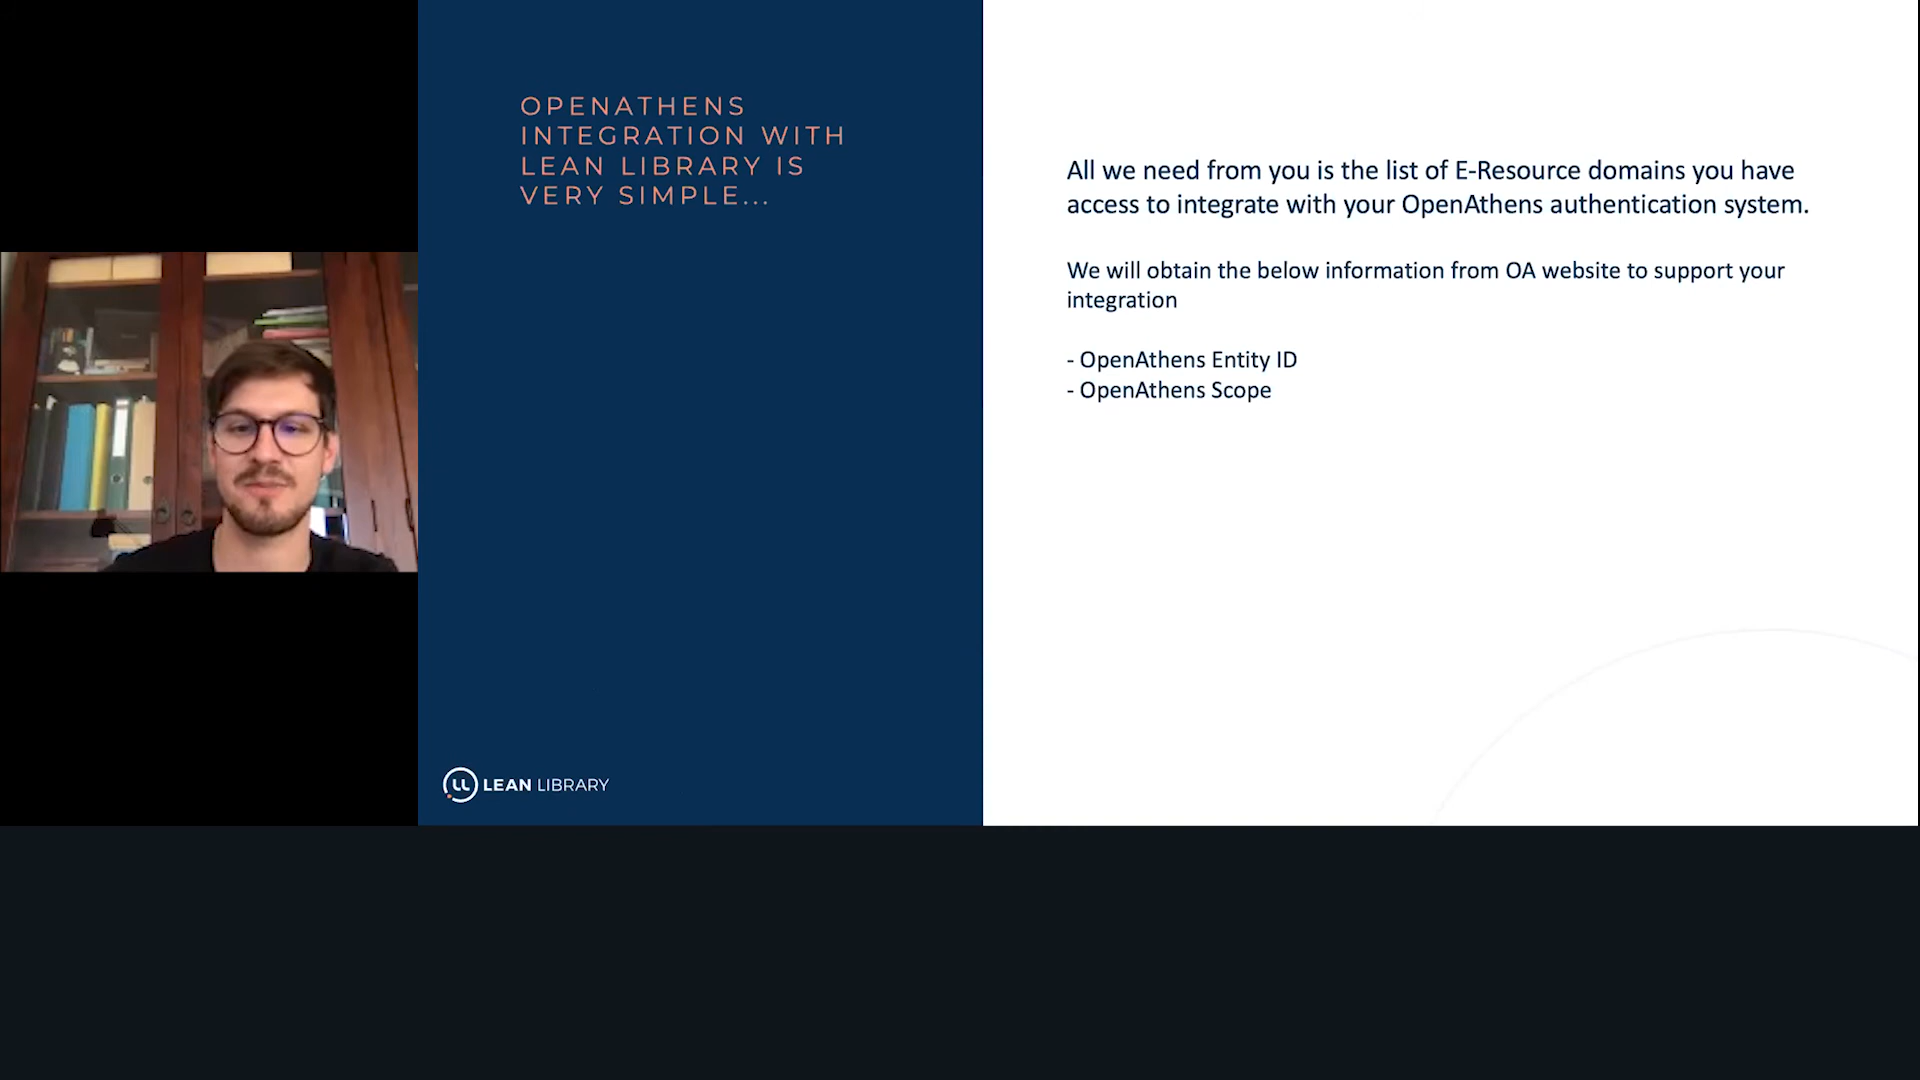 OPENATHENS
INTEGRATION WITH
LEAN LIBRARY IS
VERY SIMPLE...
All we need from you is the list of E-Resource domains you have
access to integrate with your OpenAthens authentication system.
We will obtain the below information from OA website to support your
integration
- OpenAthens Entity ID
- OpenAthens Scope
LL LEAN LIBRARY